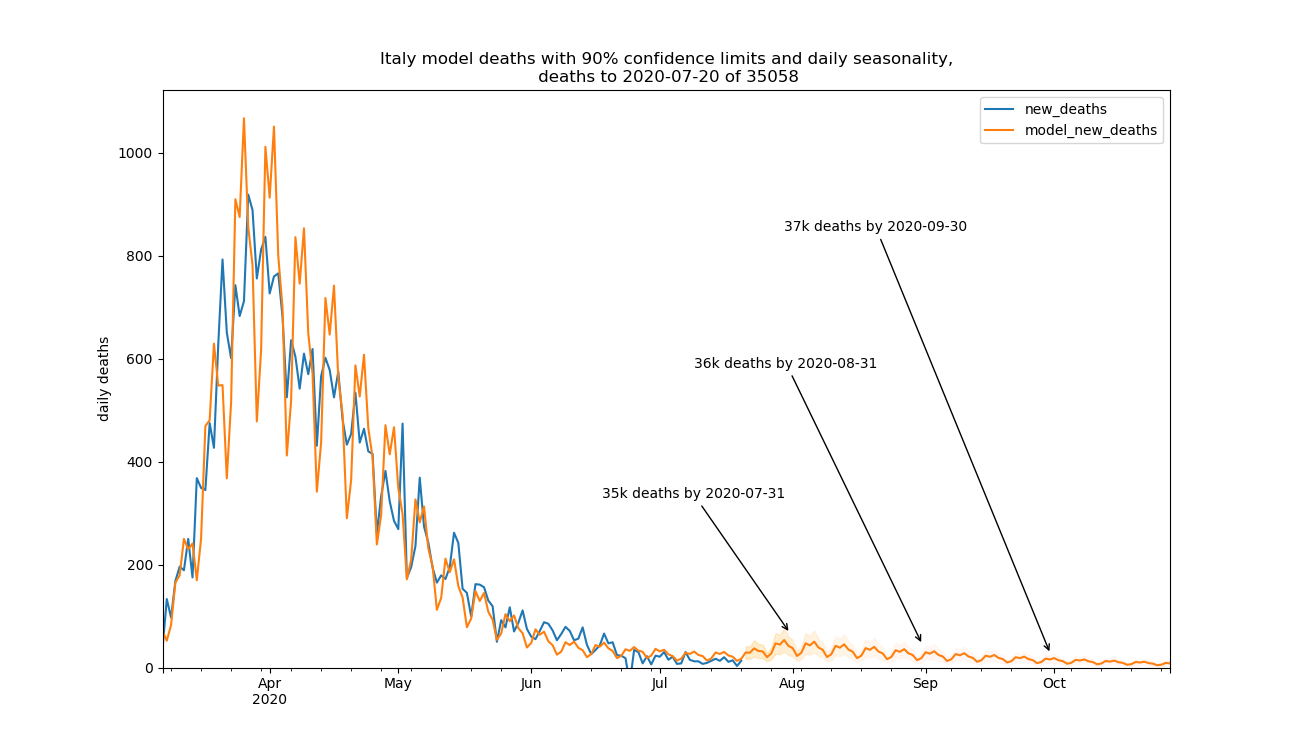 Italy model deaths with 90% confidence limits and daily seasonality,
deaths to 2020-07-20 of 35058
new_deaths
model_new_deaths
daily deaths
1000
800
600
400
200
0
37k deaths by 2020-09-30
36k deaths by 2020-08-31
35k deaths by 2020-07-31
Apr
2020
May
Jun
Jul
Aug
Sep
Oct